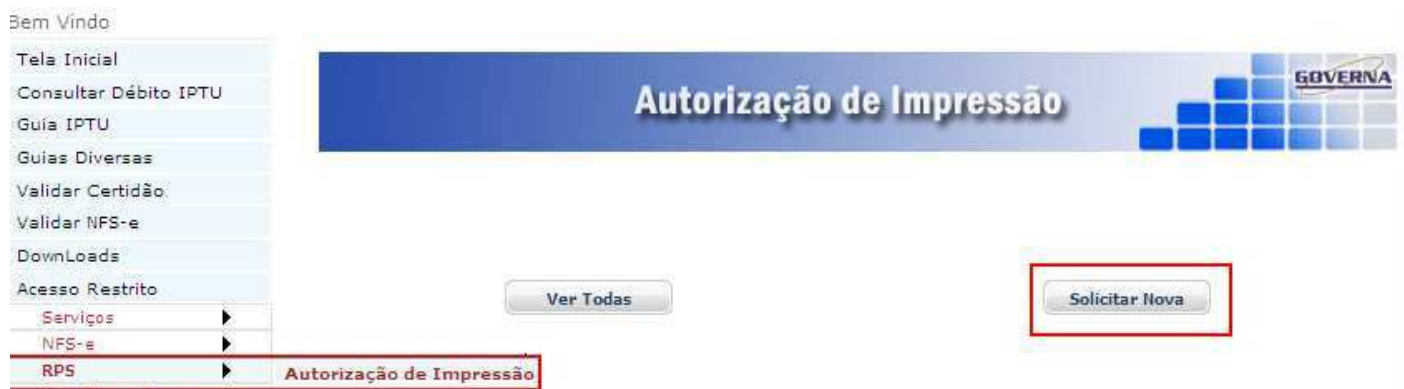 Bem Vindo
Tela Inicial
Consultar Débito IPTU
Guia IPTU
Guias Diversas
Validar Certidão
Validar NFS-e
DownLoads
Acesso Restrito
Serviços
NFS-e
RPS
Autorização de Impressão
Autorização de Impressão
GOVERNA
Ver Todas
Solicitar Nova